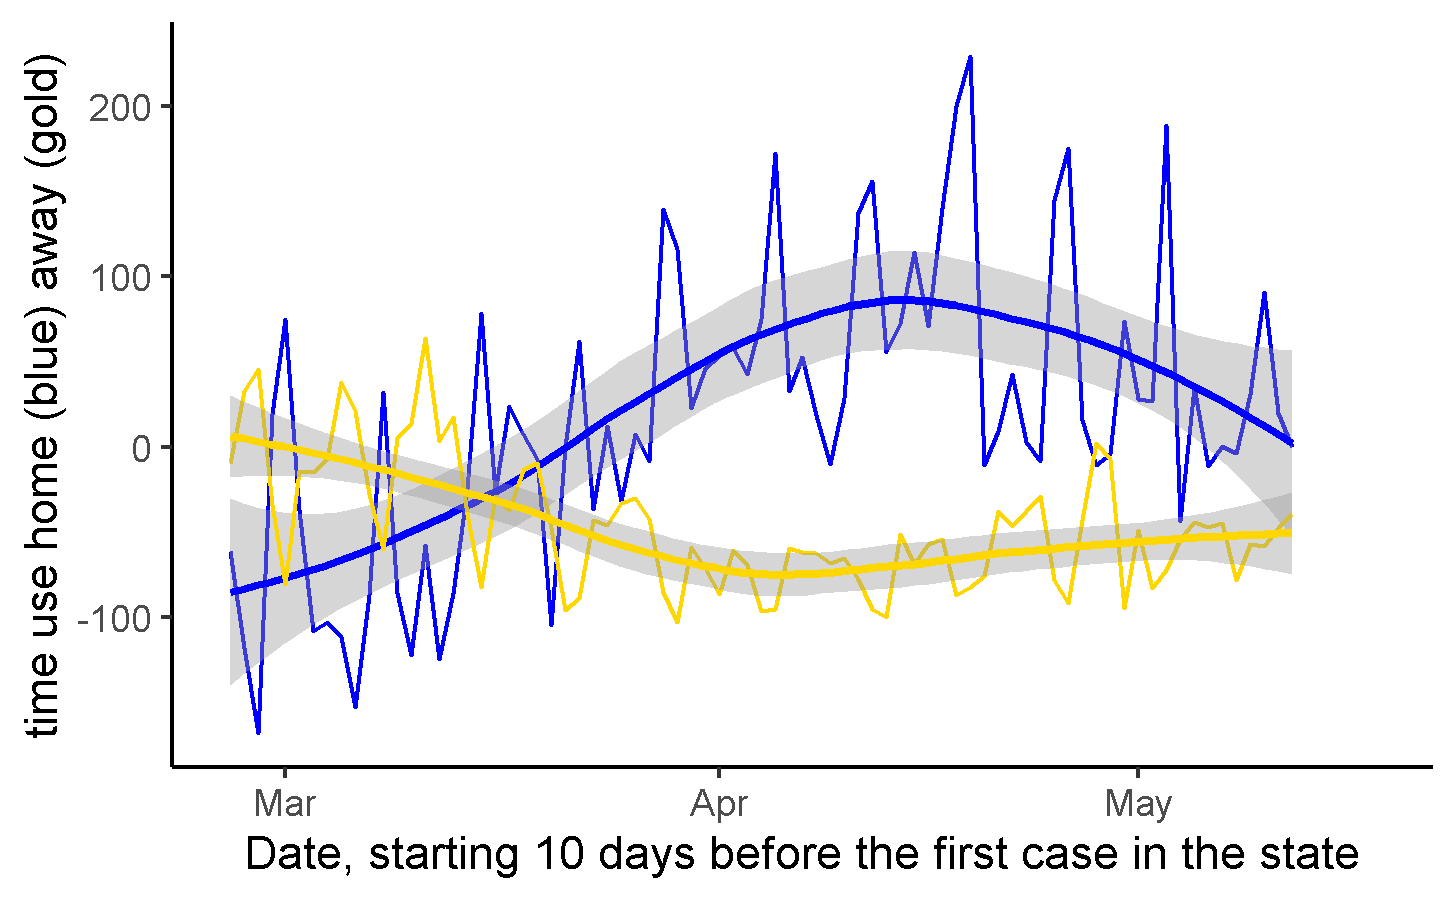 time use home (blue) away (gold)
200
100
0
-100
Mar
Apr
May
Date, starting 10 days before the first case in the state